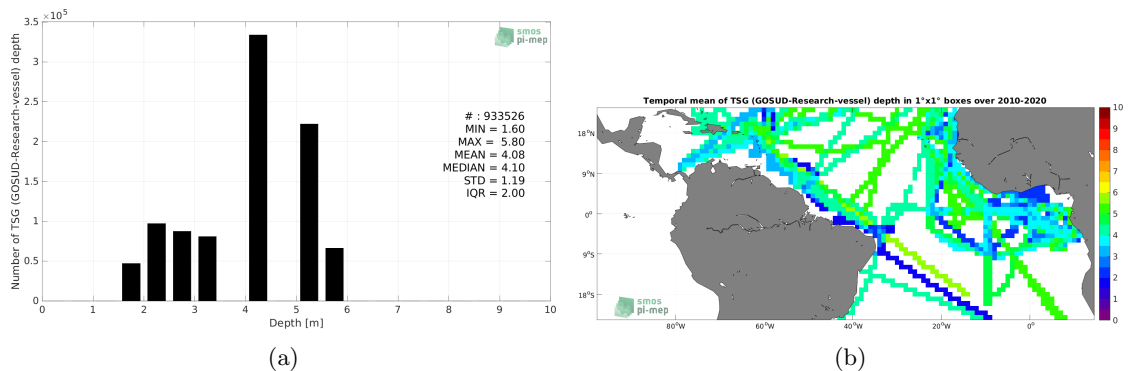 ×10⁵
3.5
3
2.5
2
1.5
1
0.5
0
Number of TSG (GOSUD-Research-vessel) depth
smos
pi-mep
# : 933526
MIN = 1.60
MAX = 5.80
MEAN = 4.08
MEDIAN = 4.10
STD = 1.19
IQR = 2.00
0 1 2 3 4 5 6 7 8 9 10
Depth [m]
(a)
Temporal mean of TSG (GOSUD-Research-vessel) depth in 1°x1° boxes over 2010-2020
18°N
9°N
0°
9°S
18°S
80°W 60°W 40°W 20°W 0°
smos
pi-mep
10
9
8
7
6
5
4
3
2
1
0
(b)